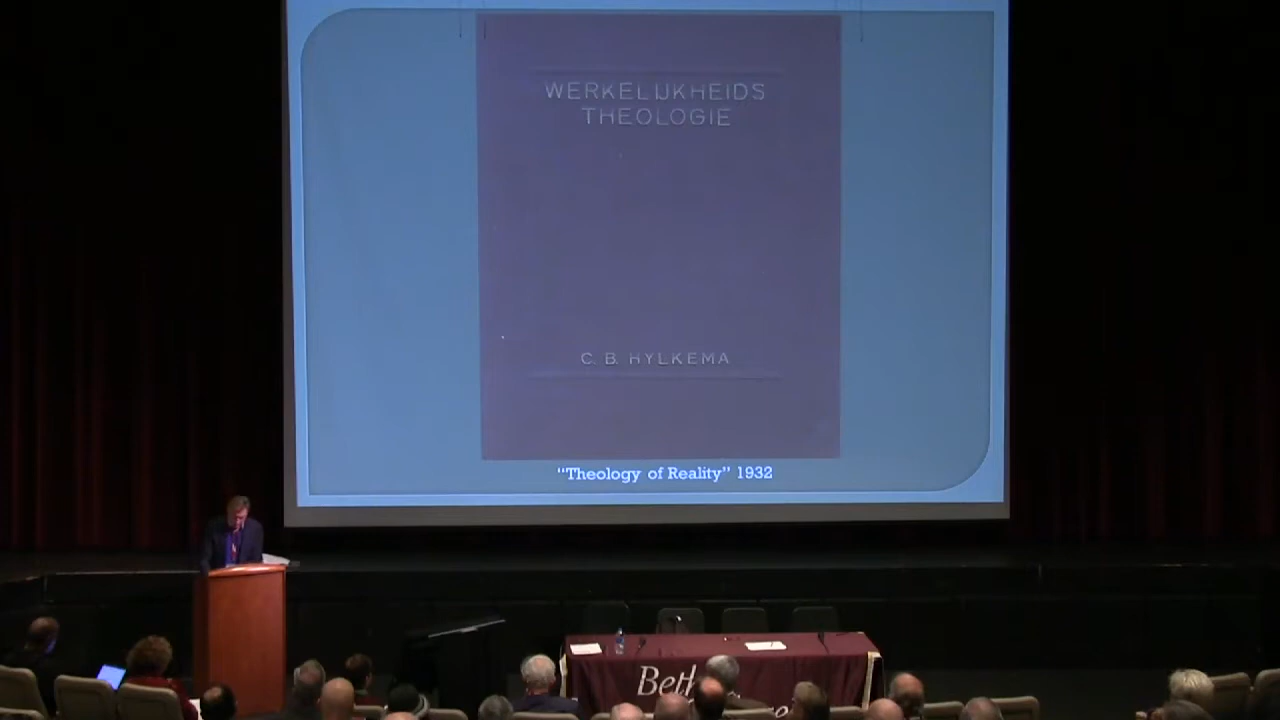 WERKELIJKHEIDS
THEOLOGIE
C. B. HYLKEMA
“Theology of Reality” 1932